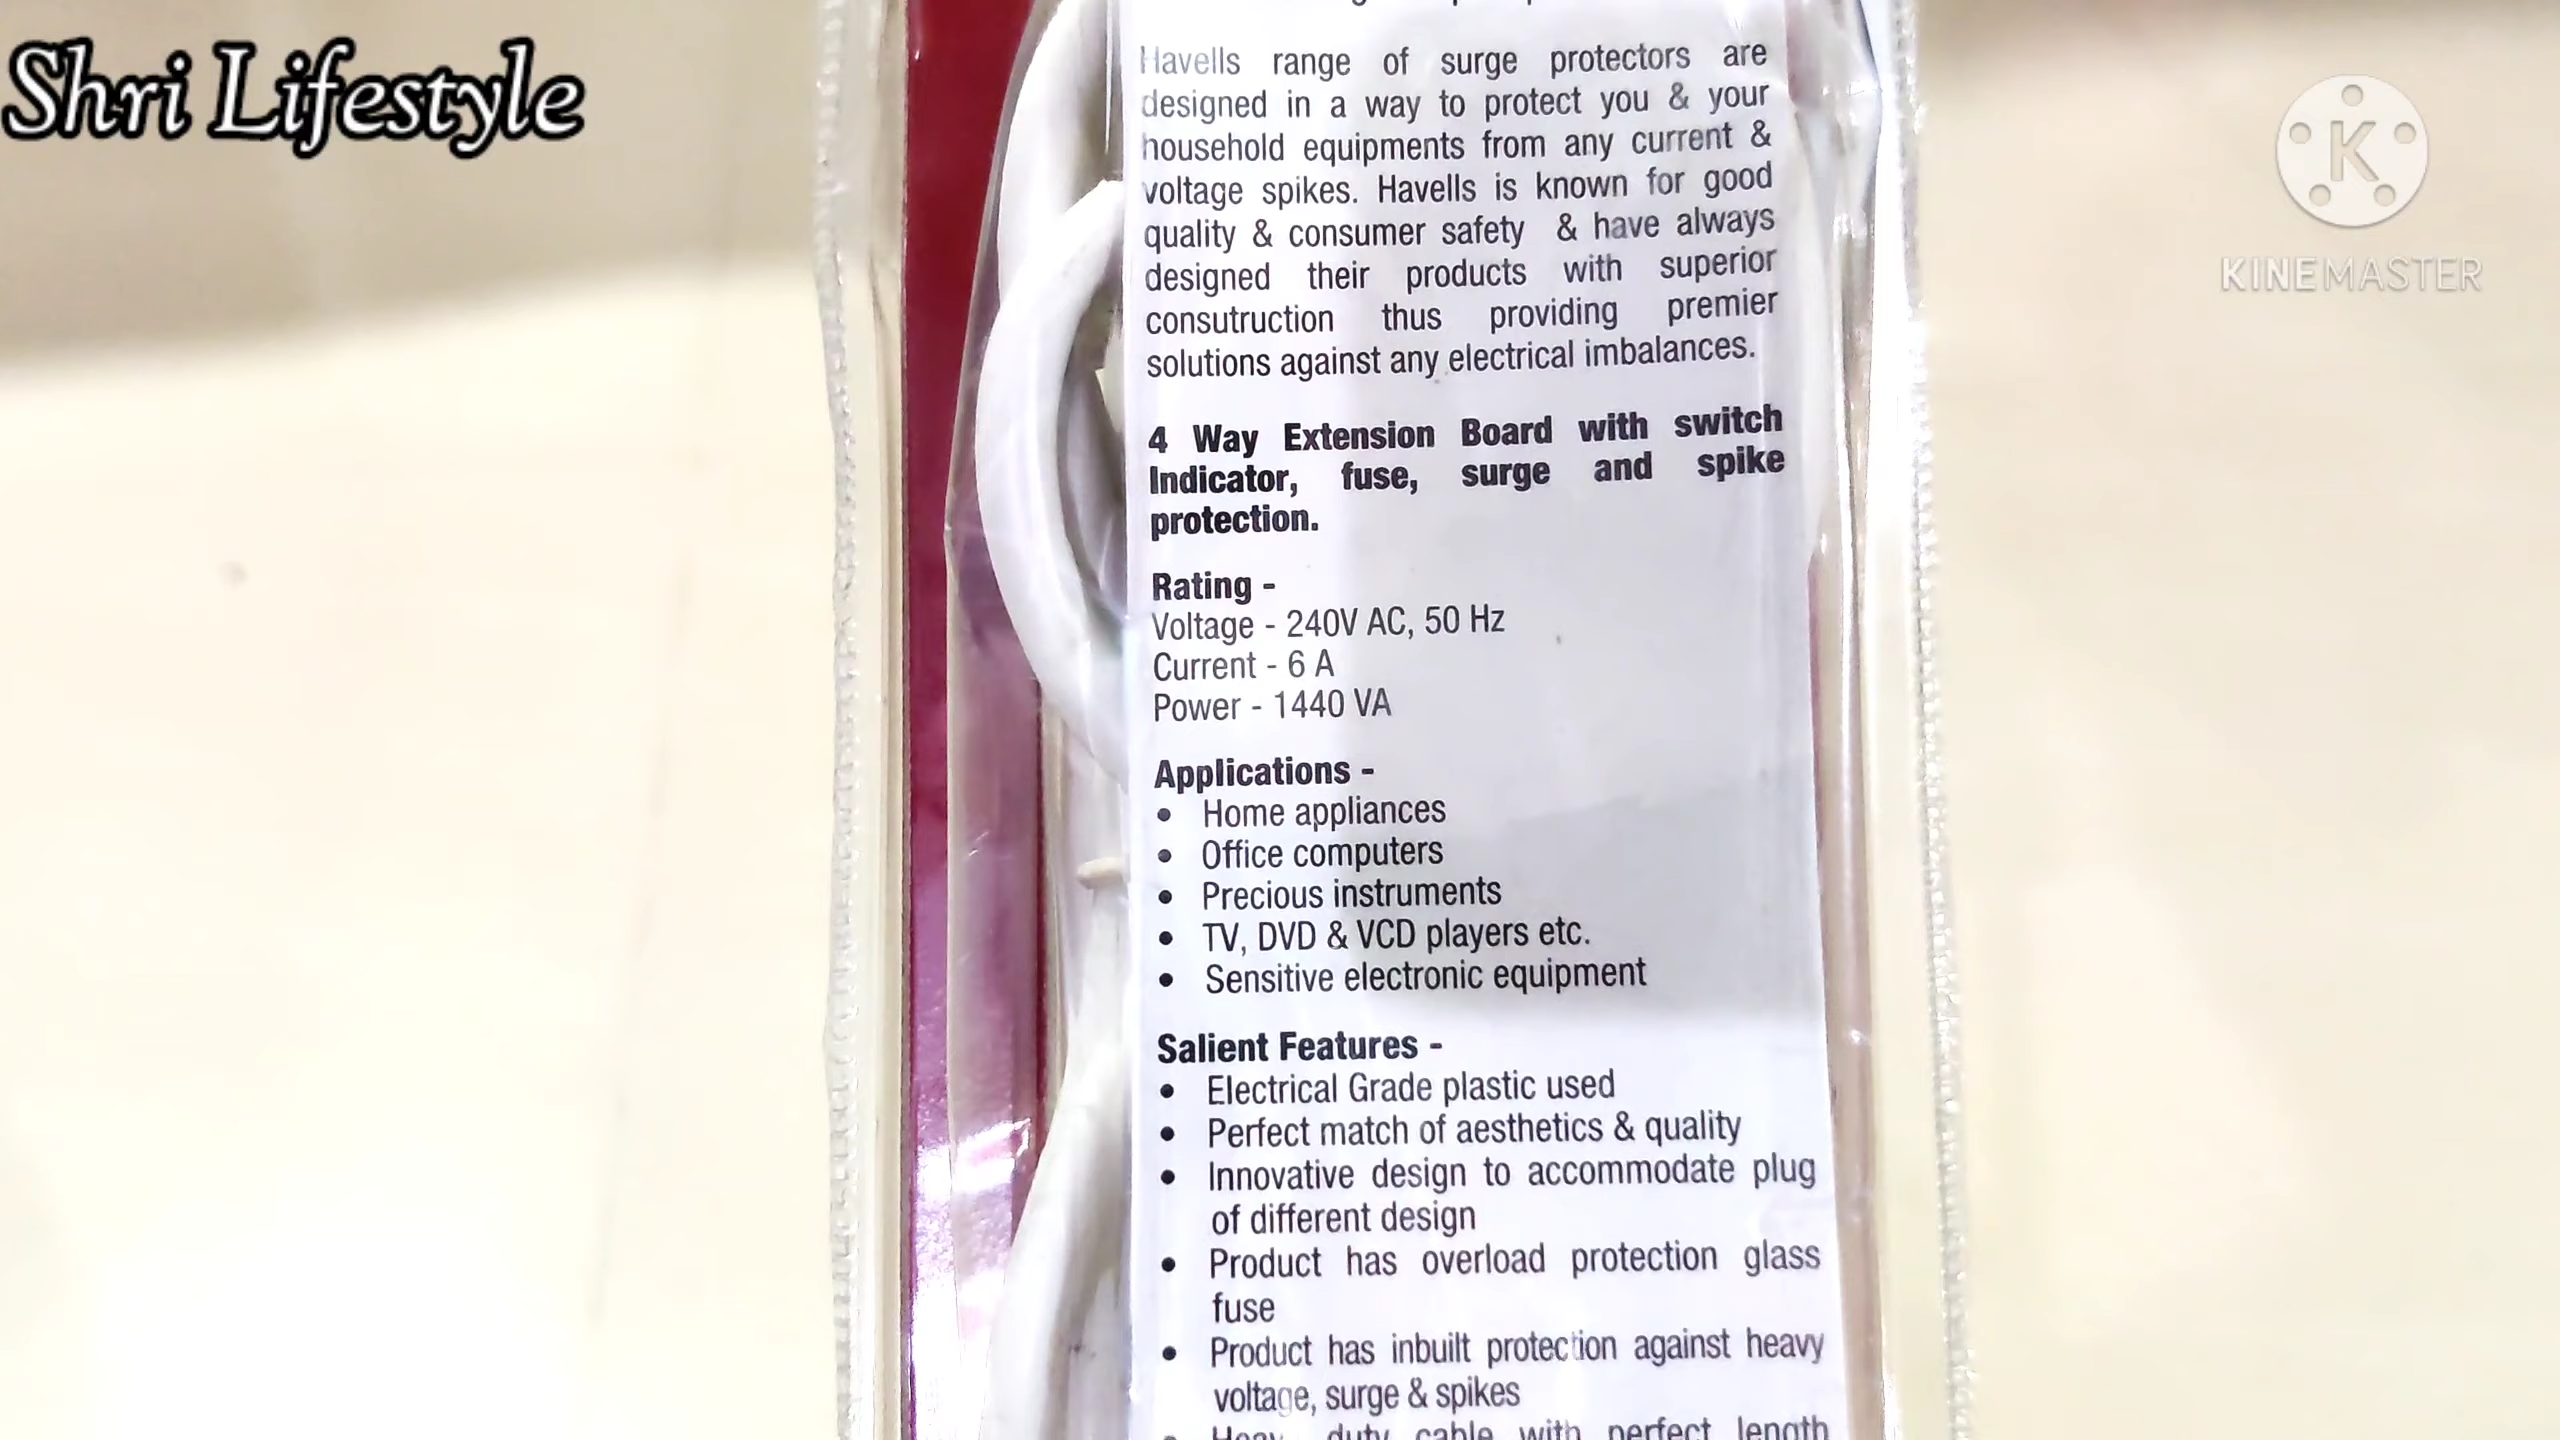 Shri Lifestyle
K
KINEMASTER
Havells range of surge protectors are
designed in a way to protect you & your
household equipments from any current &
voltage spikes. Havells is known for good
quality & consumer safety & have always
designed their products with superior
consutruction thus providing premier
solutions against any electrical imbalances.
4 Way Extension Board with switch
Indicator, fuse, surge and spike
protection.
Rating -
Voltage - 240V AC, 50 Hz
Current - 6 A
Power - 1440 VA
Applications -
• Home appliances
• Office computers
• Precious instruments
• TV, DVD & VCD players etc.
• Sensitive electronic equipment
Salient Features -
• Electrical Grade plastic used
• Perfect match of aesthetics & quality
• Innovative design to accommodate plug
of different design
• Product has overload protection glass
fuse
• Product has inbuilt protection against heavy
voltage, surge & spikes
• Heavy duty cable with perfect length